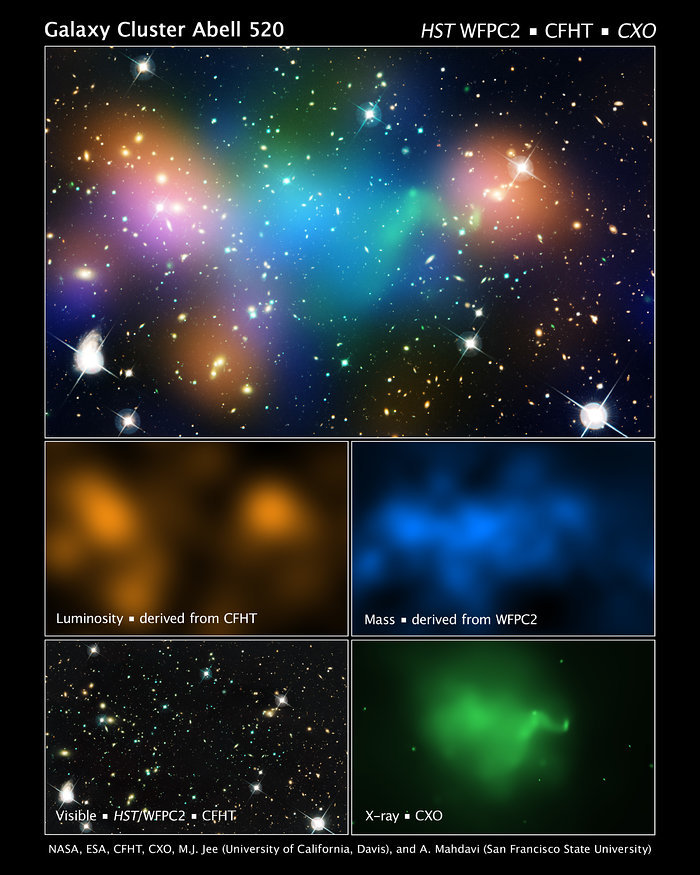 Galaxy Cluster Abell 520
HST WFPC2 ▪ CFHT ▪ CXO
Luminosity ▪ derived from CFHT
Mass ▪ derived from WFPC2
Visible ▪ HST/WFPC2 ▪ CFHT
X-ray ▪ CXO
NASA, ESA, CFHT, CXO, M.J. Jee (University of California, Davis), and A. Mahdavi (San Francisco State University)